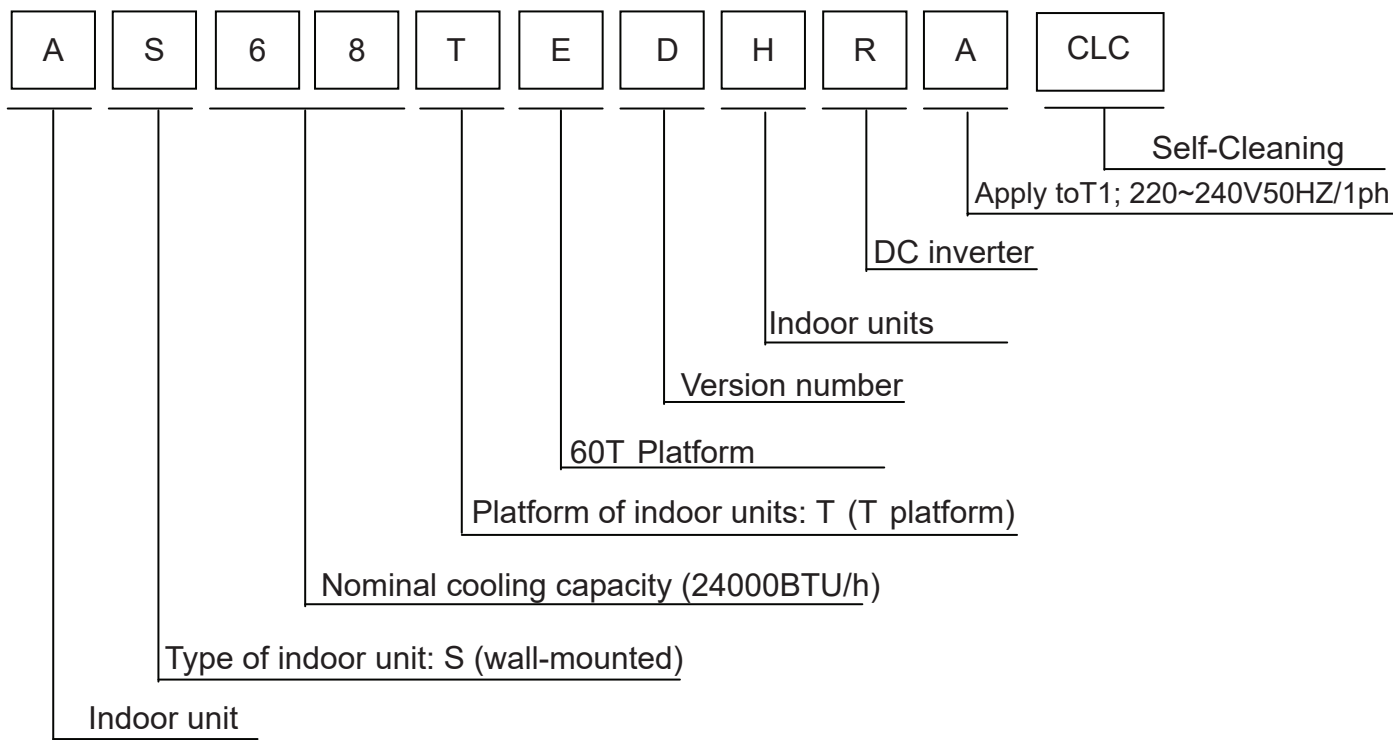 A S 6 8 T E D H R A CLC
Self-Cleaning
Apply toT1; 220~240V50HZ/1ph
DC inverter
Indoor units
Version number
60T Platform
Platform of indoor units: T (T platform)
Nominal cooling capacity (24000BTU/h)
Type of indoor unit: S (wall-mounted)
Indoor unit